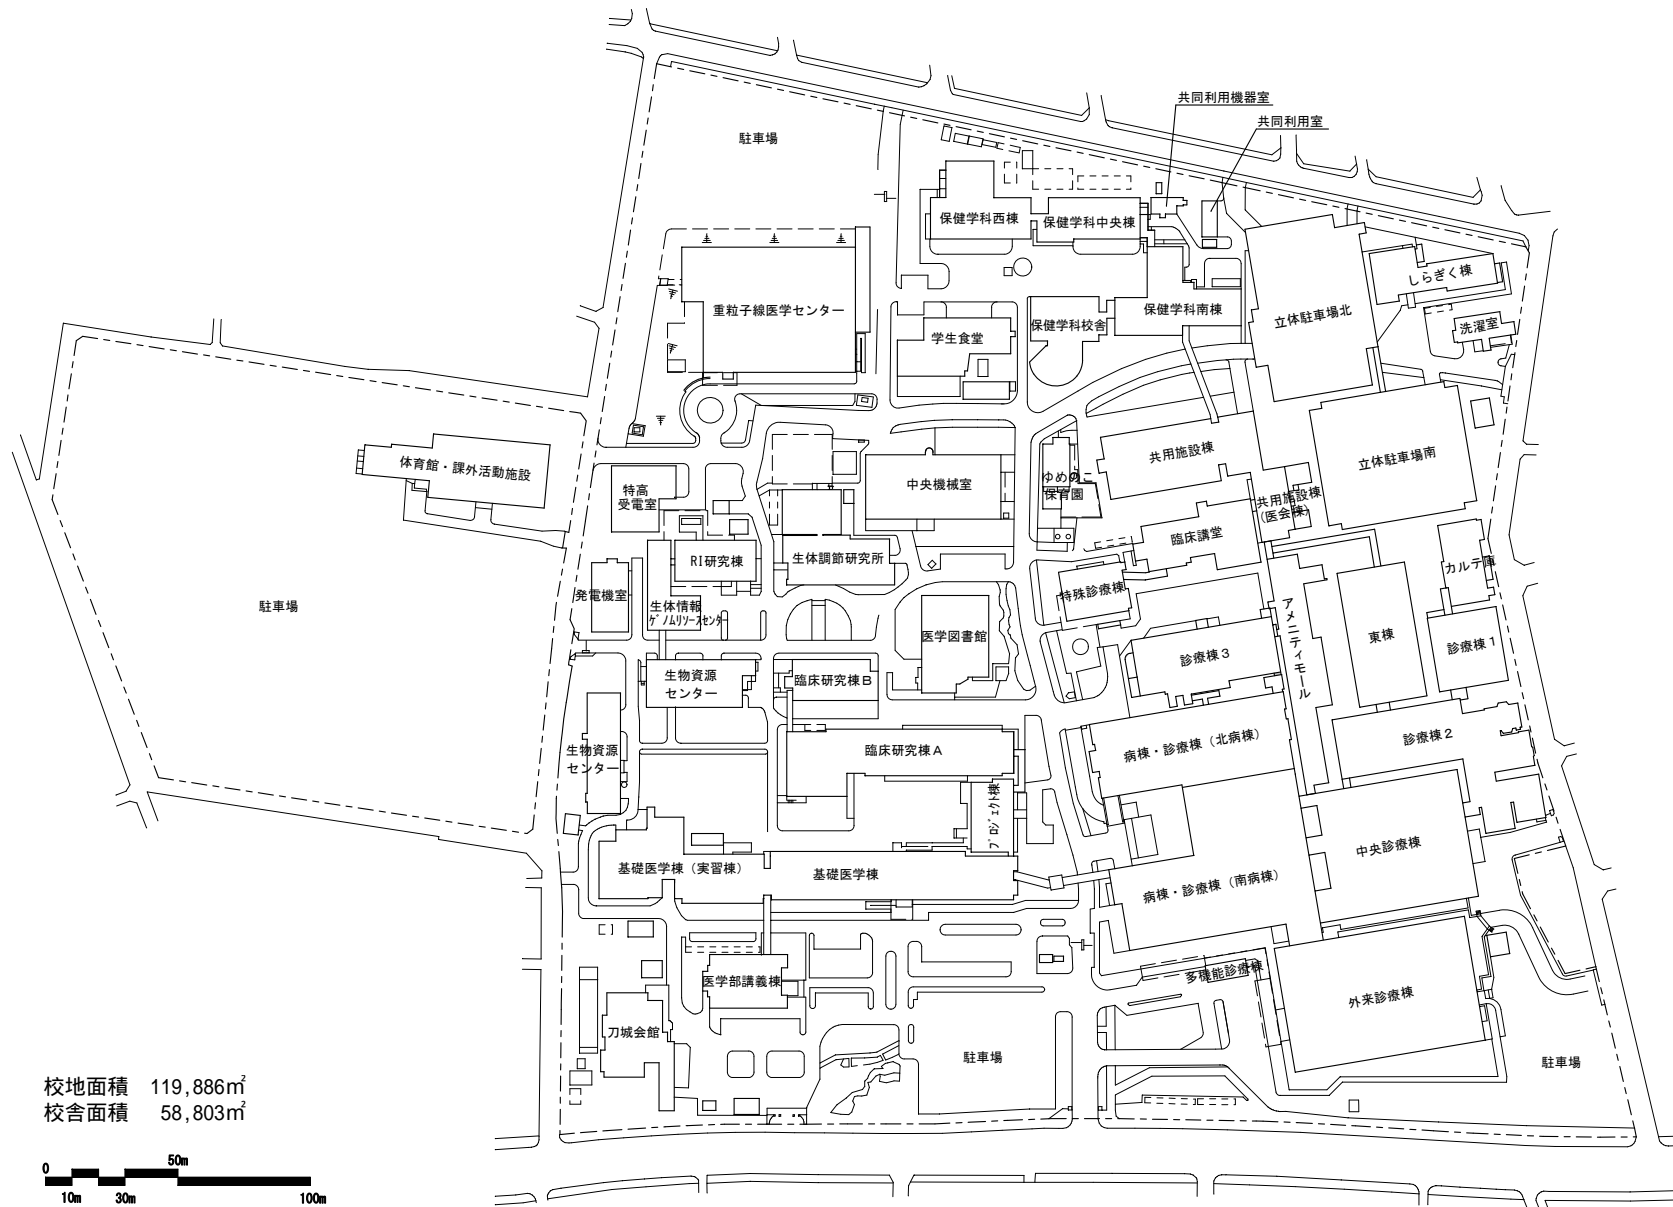 共同利用機器室
共同利用室
駐車場
保健学科西棟
保健学科中央棟
しらぎく棟
重粒子線医学センター
保健学科南棟
立体駐車場北
保健学科校舎
洗濯室
学生食堂
体育館・課外活動施設
共用施設棟
立体駐車場南
中央機械室
ゆめのこ
保育園
特高
受電室
共用施設棟
(医会棟)
臨床講堂
RI研究棟
生体調節研究所
カルテ庫
発電機室
特殊診療棟
生体情報
ゲノムリソースセンター
駐車場
アメニティモール
医学図書館
東棟
診療棟1
診療棟3
生物資源
センター
臨床研究棟B
病棟・診療棟（北病棟）
診療棟2
生物資源
センター
臨床研究棟A
プロジェクト棟
中央診療棟
基礎医学棟（実習棟）
基礎医学棟
病棟・診療棟（南病棟）
医学部講義棟
多機能診療棟
外来診療棟
刀城会館
駐車場
駐車場
校地面積 119,886㎡
校舎面積 58,803㎡
0 50m
10m 30m 100m